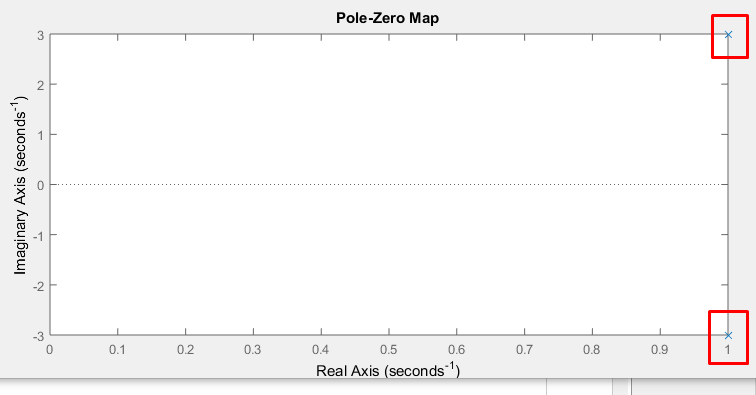 Pole-Zero Map
3
2
1
0
-1
-2
-3
Imaginary Axis (seconds-1)
0 0.1 0.2 0.3 0.4 0.5 0.6 0.7 0.8 0.9 1
Real Axis (seconds-1)